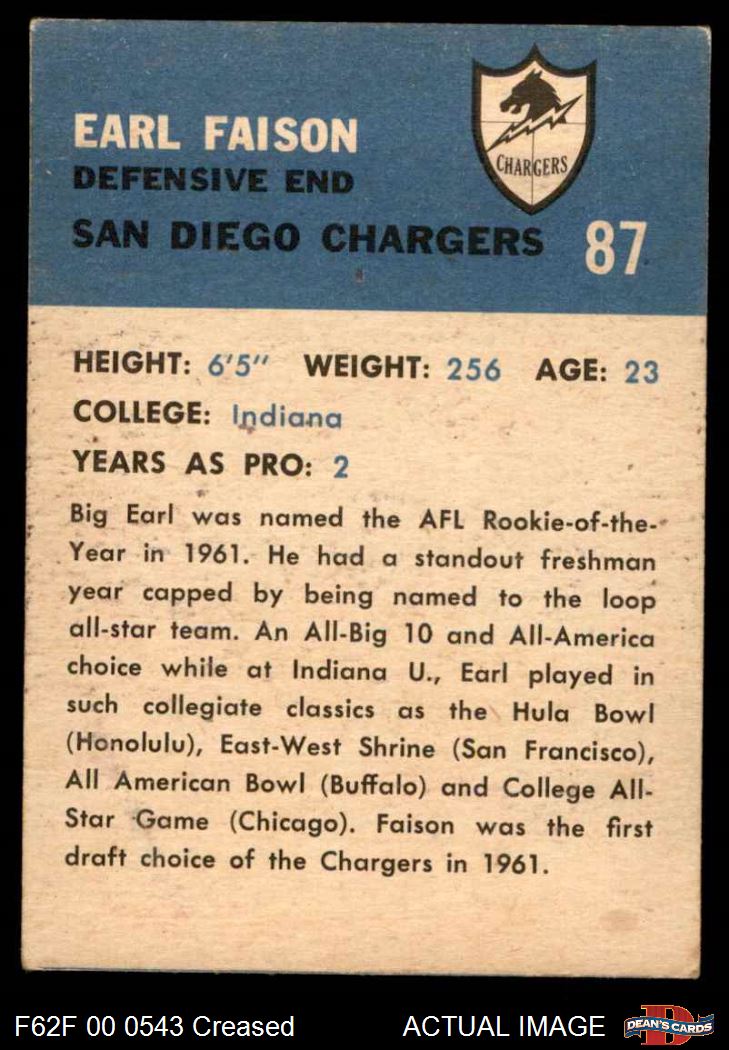 EARL FAISON
DEFENSIVE END
CHARGERS
SAN DIEGO CHARGERS 87
HEIGHT: 6'5" WEIGHT: 256 AGE: 23
COLLEGE: Indiana
YEARS AS PRO: 2
Big Earl was named the AFL Rookie-of-the-
Year in 1961. He had a standout freshman
year capped by being named to the loop
all-star team. An All-Big 10 and All-America
choice while at Indiana U., Earl played in
such collegiate classics as the Hula Bowl
(Honolulu), East-West Shrine (San Francisco),
All American Bowl (Buffalo) and College All-
Star Game (Chicago). Faison was the first
draft choice of the Chargers in 1961.
F62F 00 0543 Creased ACTUAL IMAGE D DEAN'S CARDS